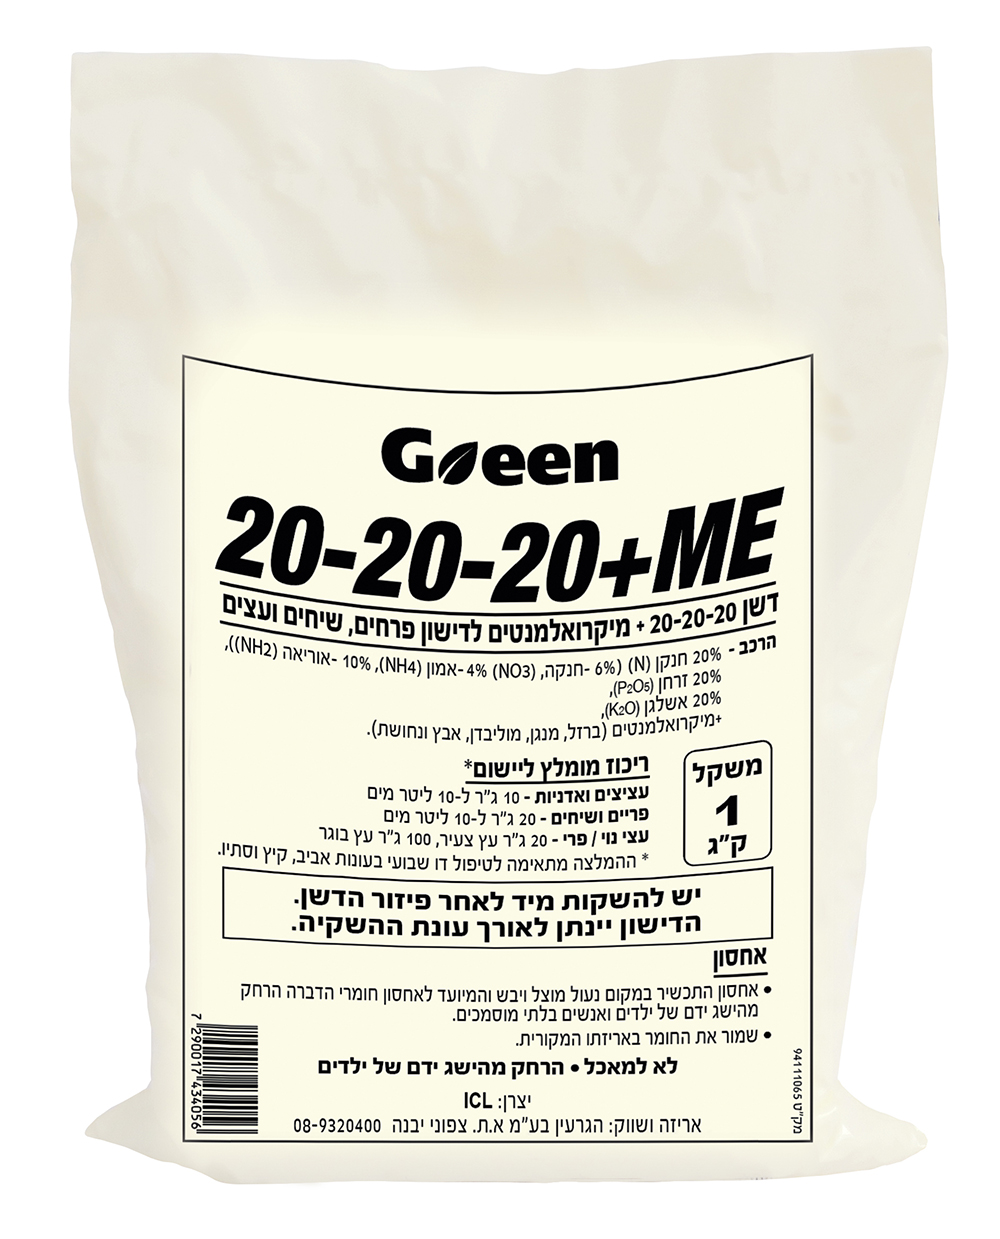 Green
20-20-20+ME
דשן 20-20-20 + מיקרואלמנטים לדישון פרחים, שיחים ועצים
הרכב - 20% חנקן (N) (6% -חנקה, (NO3) 4% -אמון (NH4), 10% -אוריאה (NH2)),
20% זרחן (P2O5),
20% אשלגן (K2O),
+מיקרואלמנטים (ברזל, מנגן, מוליבדן, אבץ ונחושת).
משקל
1
ק"ג
ריכוז מומלץ ליישום*
עציצים ואדניות - 10 ג"ר ל-10 ליטר מים
פריים ושיחים - 20 ג"ר ל-10 ליטר מים
עצי נוי / פרי - 20 ג"ר עץ צעיר, 100 ג"ר עץ בוגר
* ההמלצה מתאימה לטיפול דו שבועי בעונות אביב, קיץ וסתיו.
יש להשקות מיד לאחר פיזור הדשן.
הדישון יינתן לאורך עונת ההשקיה.
אחסון
• אחסון התכשיר במקום נעול מוצל ויבש והמיועד לאחסון חומרי הדברה הרחק
מהישג ידם של ילדים ואנשים בלתי מוסמכים.
• שמור את החומר באריזתו המקורית.
לא למאכל • הרחק מהישג ידם של ילדים
יצרן: ICL
אריזה ושווק: הגרעין בע"מ א.ת. צפוני יבנה 08-9320400
מק"ט 94111065
7 290017 434056